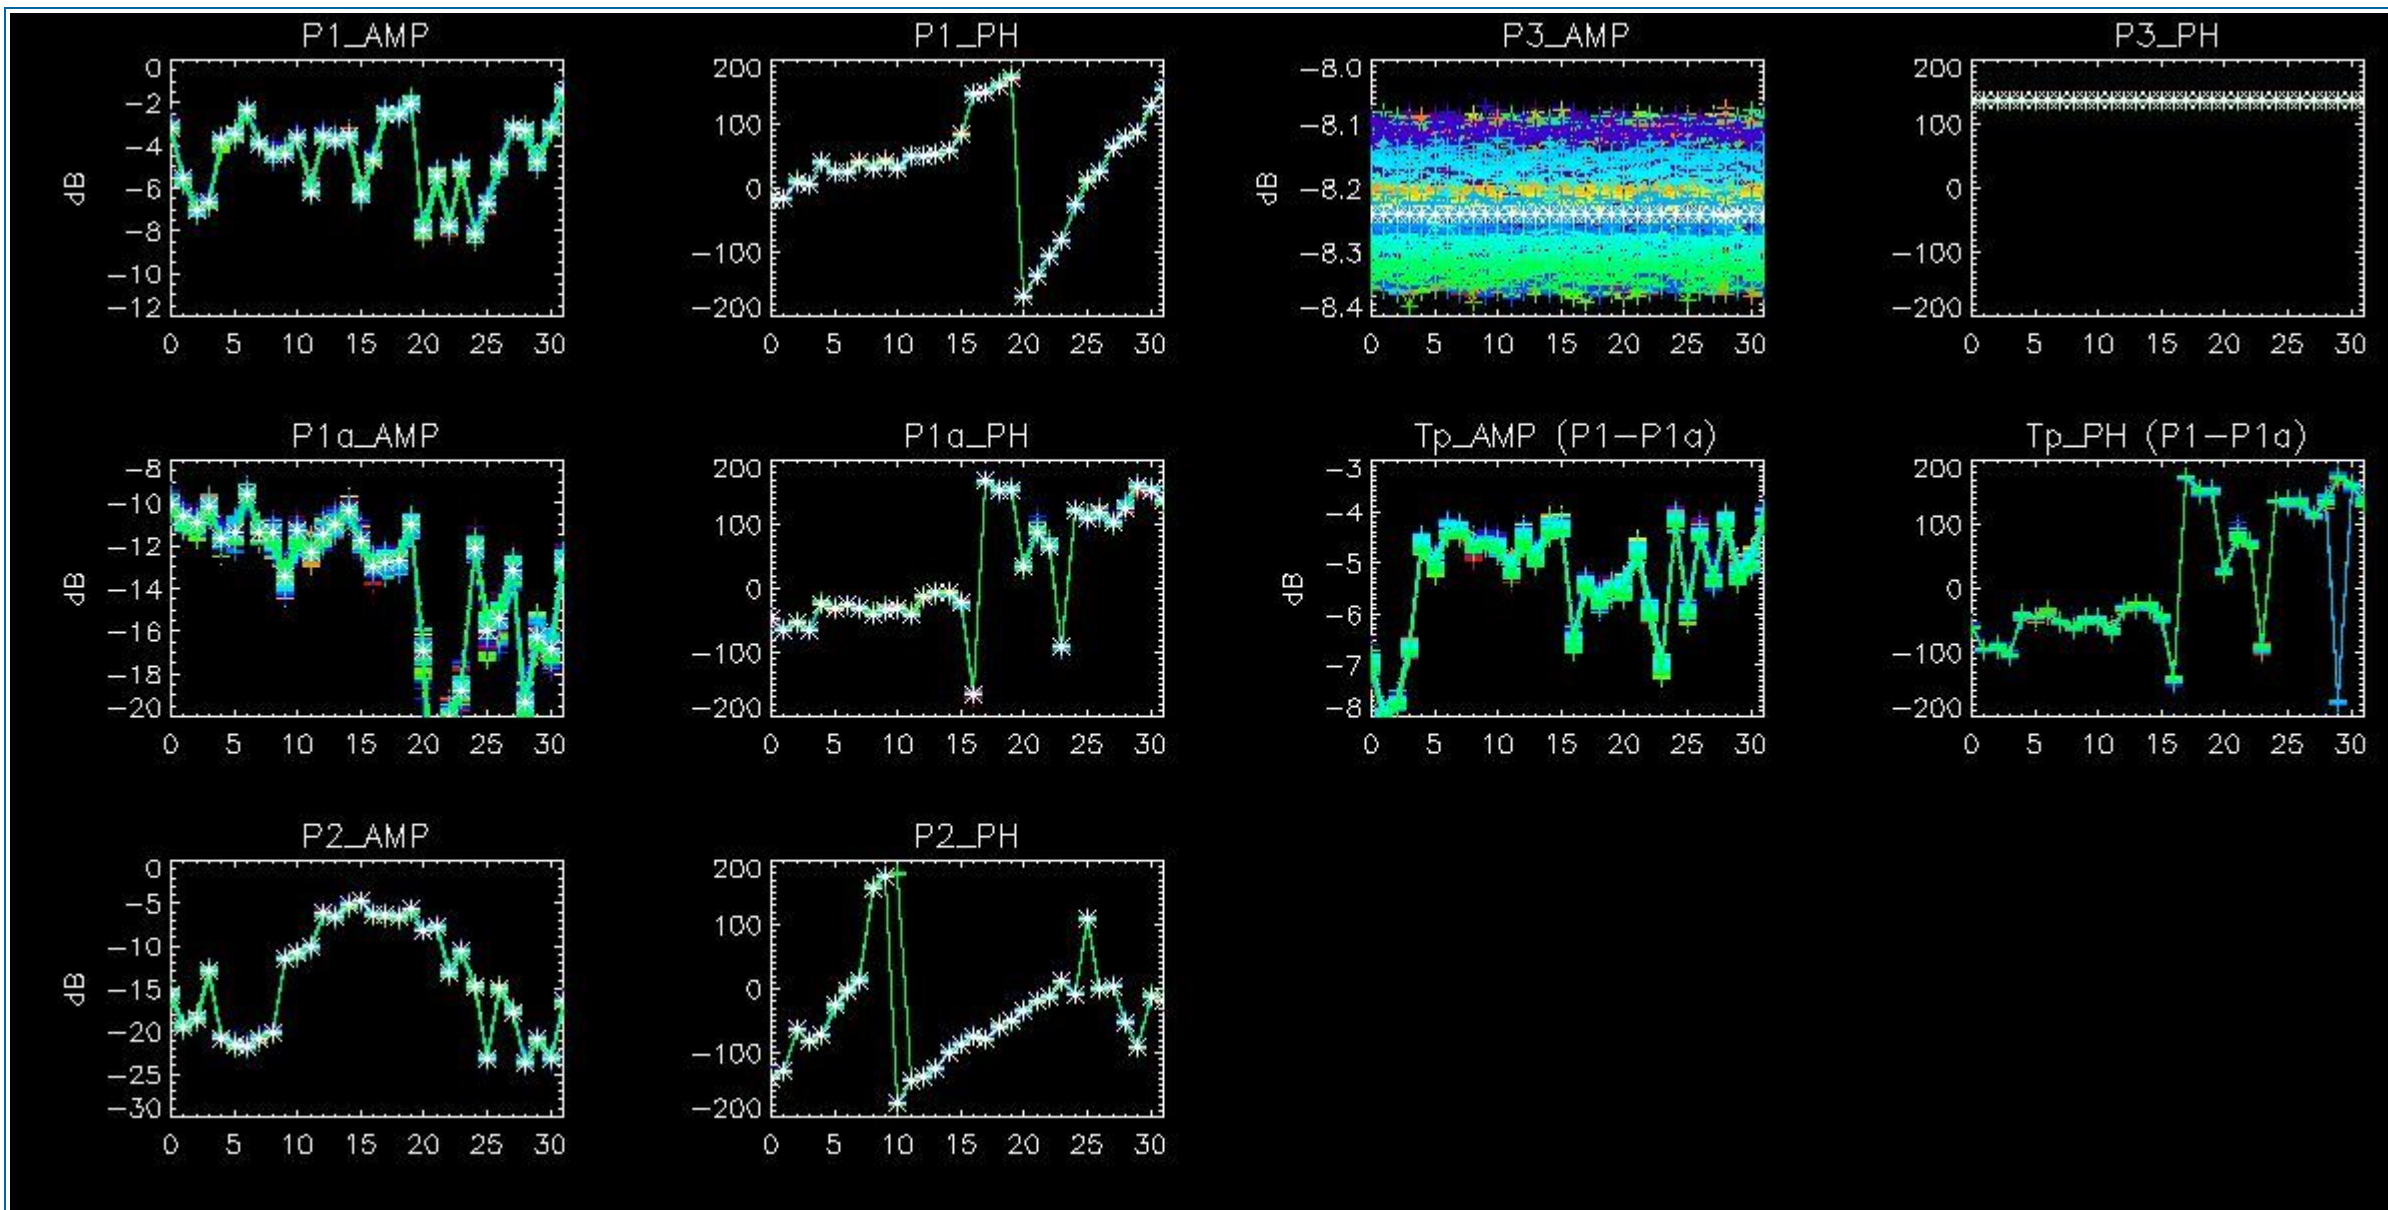 P1_AMP P1_PH P3_AMP P3_PH
0 200 −8.0 200
−2 100 −8.1 100
−4 0 −8.2 0
−6 −100 −8.3 −100
−8 −200 −8.4 −200
−10
−12
dB dB
0 5 10 15 20 25 30 0 5 10 15 20 25 30 0 5 10 15 20 25 30 0 5 10 15 20 25 30
P1a_AMP P1a_PH Tp_AMP (P1−P1a) Tp_PH (P1−P1a)
−8 200 −3 200
−10 100 −4 100
−12 0 −5 0
−14 −100 −6 −100
−16 −200 −7 −200
−18 −8
−20
dB dB
0 5 10 15 20 25 30 0 5 10 15 20 25 30 0 5 10 15 20 25 30 0 5 10 15 20 25 30
P2_AMP P2_PH
0 200
−5 100
−10 0
−15 −100
−20 −200
−25
−30
dB
0 5 10 15 20 25 30 0 5 10 15 20 25 30